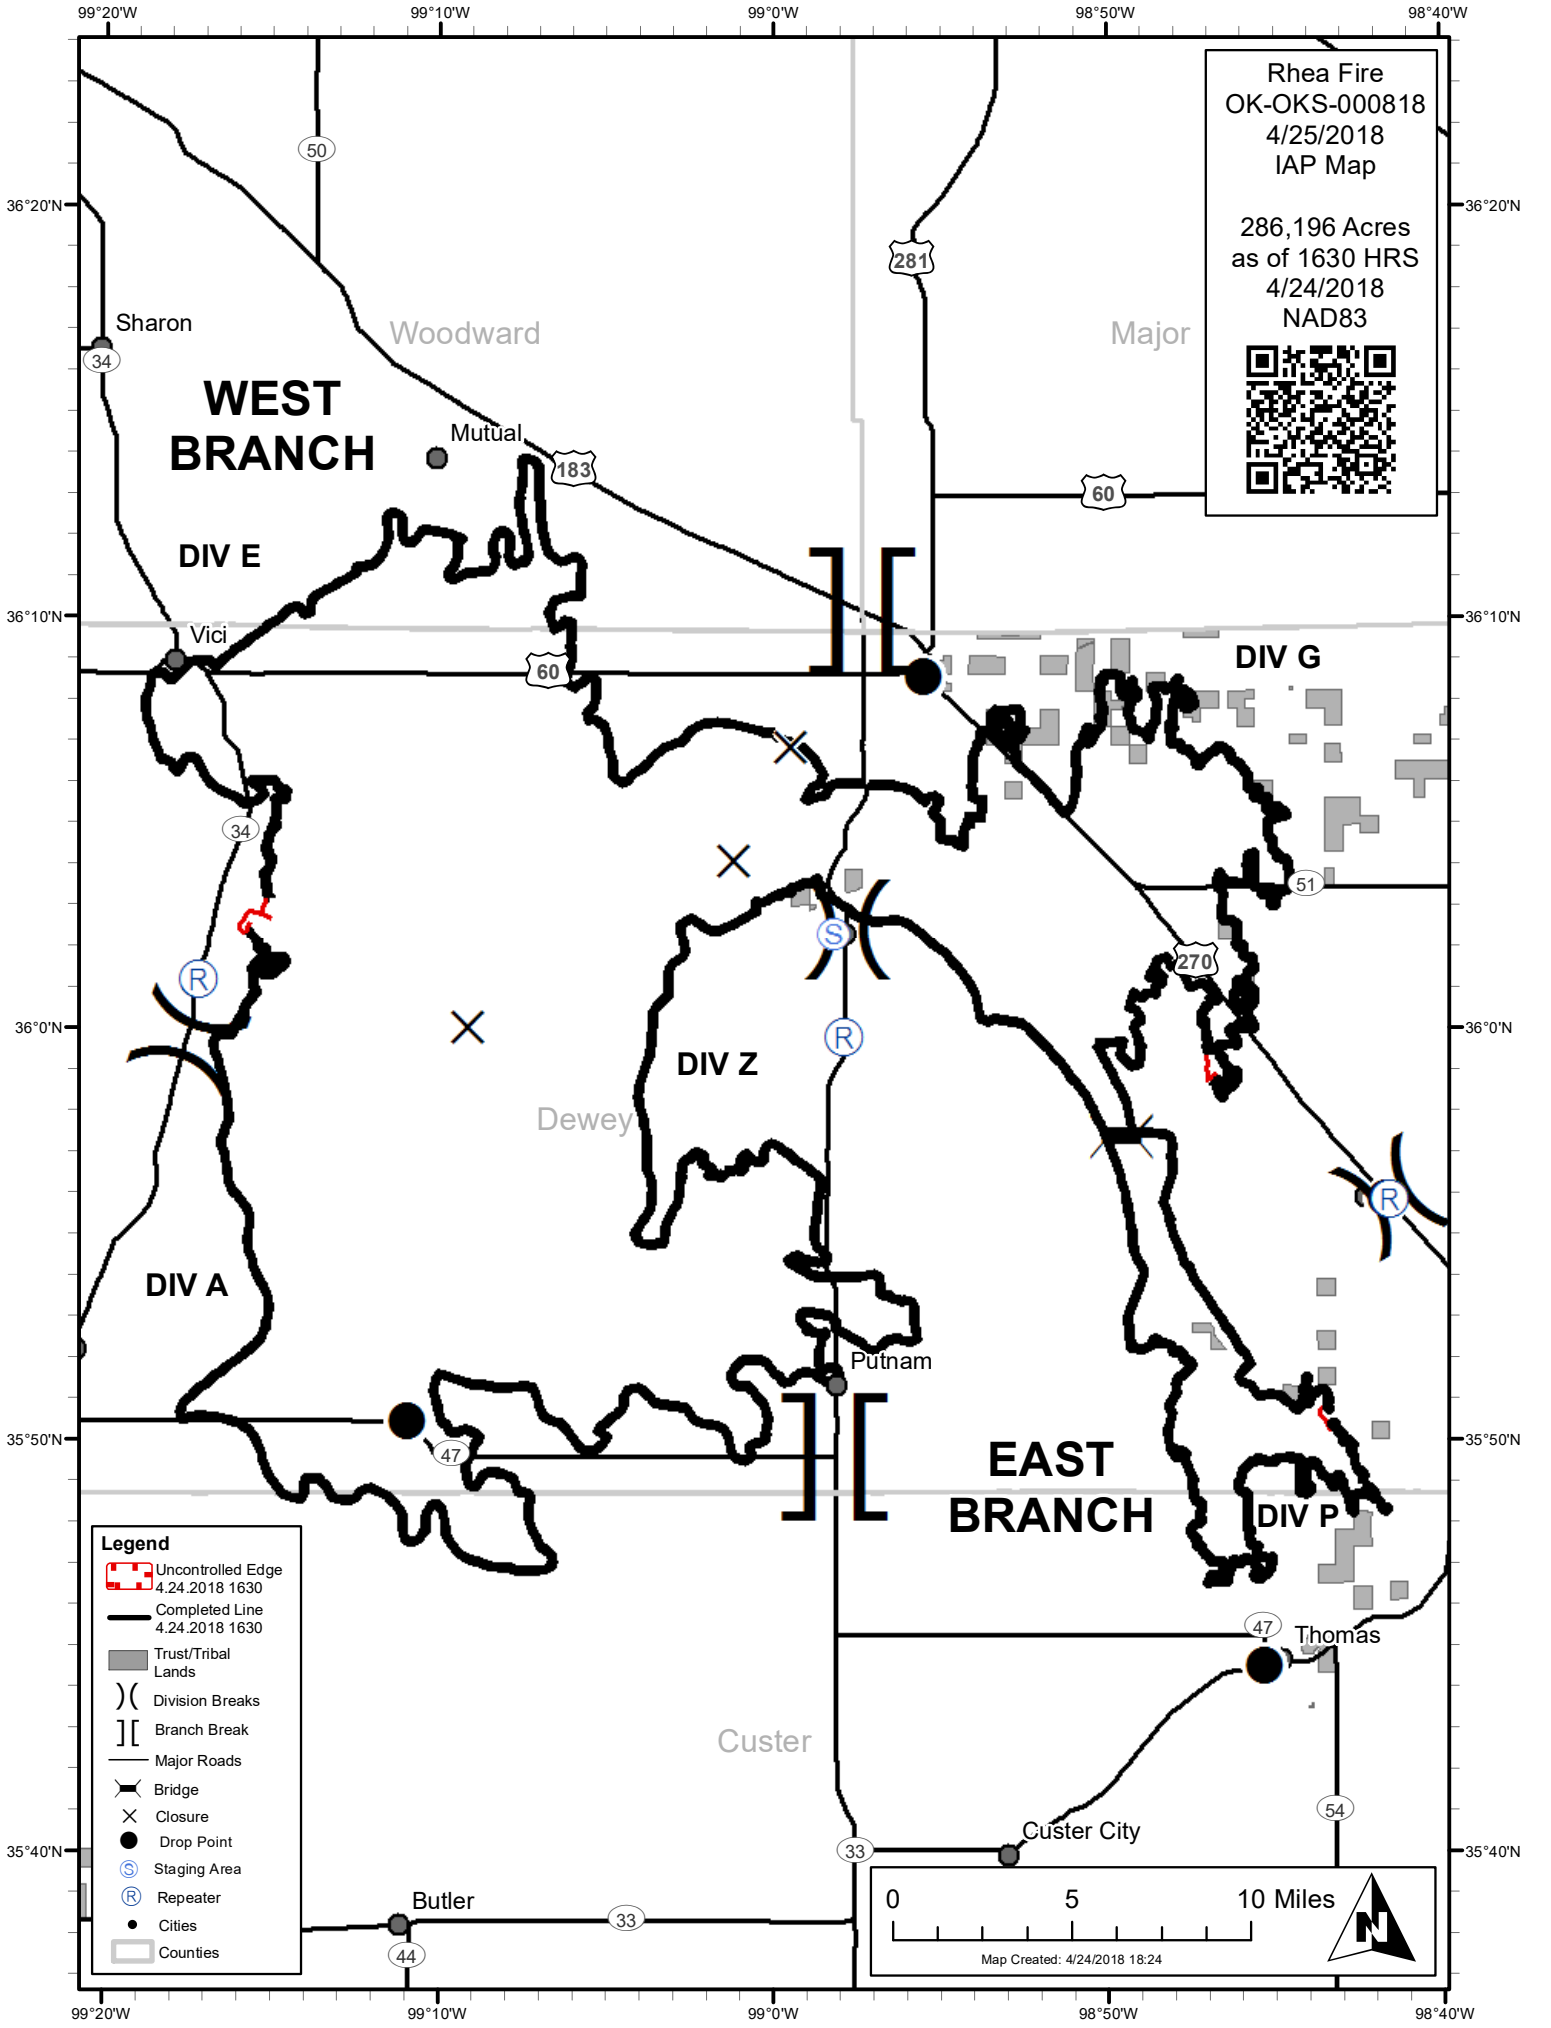 99°20'W
99°10'W
99°0'W
98°50'W
98°40'W
Rhea Fire
OK-OKS-000818
4/25/2018
IAP Map
286,196 Acres
as of 1630 HRS
4/24/2018
NAD83
50
36°20'N
36°20'N
281
Sharon
34
Woodward
Major
WEST
BRANCH
Mutual
183
60
DIV E
36°10'N
36°10'N
Vici
DIV G
60
34
51
S
270
R
36°0'N
36°0'N
R
DIV Z
Dewey
R
DIV A
Putnam
35°50'N
35°50'N
47
EAST
BRANCH
DIV P
Legend
Uncontrolled Edge
4.24.2018 1630
Completed Line
4.24.2018 1630
Trust/Tribal
Lands
Division Breaks
Branch Break
Major Roads
Bridge
Closure
Drop Point
S
Staging Area
R
Repeater
Cities
Counties
47
Thomas
Custer
54
Custer City
33
35°40'N
35°40'N
Butler
33
44
0
5
10 Miles
N
Map Created: 4/24/2018 18:24
99°20'W
99°10'W
99°0'W
98°50'W
98°40'W